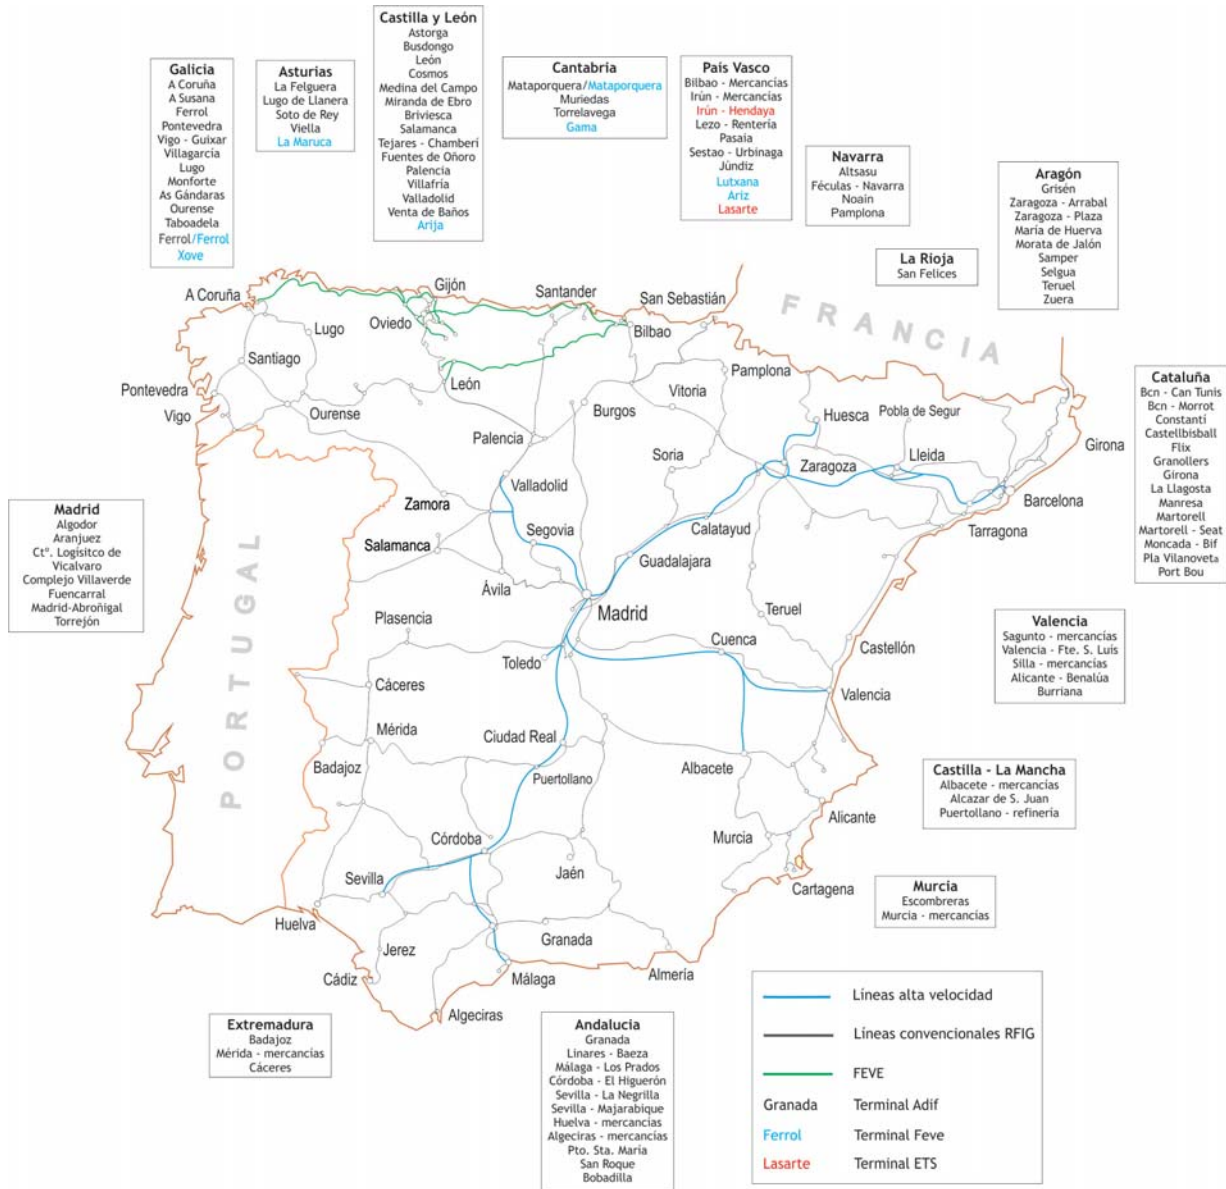 Castilla y León
Astorga
Busdongo
León
Cosmos
Medina del Campo
Miranda de Ebro
Briviesca
Salamanca
Tejares - Chamberí
Fuentes de Oñoro
Palencia
Villafría
Valladolid
Venta de Baños
Arija
Galicia
A Coruña
A Susana
Ferrol
Pontevedra
Vigo - Guixar
Villagarcía
Lugo
Monforte
As Gándaras
Ourense
Taboadela
Ferrol/Ferrol
Xove
Asturias
La Felguera
Lugo de Llanera
Soto de Rey
Viella
La Maruca
Cantabria
Mataporquera/Mataporquera
Muriedas
Torrelavega
Gama
País Vasco
Bilbao - Mercancías
Irún - Mercancías
Irún - Hendaya
Lezo - Rentería
Pasaia
Sestao - Urbinaga
Júndiz
Lutxana
Ariz
Lasarte
Navarra
Altsasu
Féculas - Navarra
Noain
Pamplona
Aragón
Grisén
Zaragoza - Arrabal
Zaragoza - Plaza
María de Huerva
Morata de Jalón
Samper
Selgua
Teruel
Zuera
La Rioja
San Felices
Cataluña
Bcn - Can Tunis
Bcn - Morrot
Constantí
Castellbisball
Flix
Granollers
Girona
La Llagosta
Manresa
Martorell
Martorell - Seat
Moncada - Bif
Pla Vilanoveta
Port Bou
Madrid
Algodor
Aranjuez
Ctº. Logísitco de
Vicalvaro
Complejo Villaverde
Fuencarral
Madrid-Abroñigal
Torrejón
Valencia
Sagunto - mercancías
Valencia - Fte. S. Luís
Silla - mercancías
Alicante - Benalúa
Burriana
Castilla - La Mancha
Albacete - mercancías
Alcazar de S. Juan
Puertollano - refinería
Murcia
Escombreras
Murcia - mercancías
Extremadura
Badajoz
Mérida - mercancías
Cáceres
Andalucia
Granada
Linares - Baeza
Málaga - Los Prados
Córdoba - El Higuerón
Sevilla - La Negrilla
Sevilla - Majarabique
Huelva - mercancías
Algeciras - mercancías
Pto. Sta. María
San Roque
Bobadilla
FRANCIA
PORTUGAL
A Coruña
Gijón
Santander
San Sebastián
Lugo
Oviedo
Bilbao
Santiago
Pamplona
Pontevedra
León
Vitoria
Vigo
Ourense
Burgos
Huesca
Pobla de Segur
Palencia
Girona
Soria
Zaragoza
Lleida
Valladolid
Zamora
Barcelona
Segovia
Calatayud
Tarragona
Salamanca
Guadalajara
Ávila
Madrid
Teruel
Plasencia
Cuenca
Castellón
Toledo
Cáceres
Valencia
Mérida
Ciudad Real
Badajoz
Puertollano
Albacete
Alicante
Córdoba
Murcia
Jaén
Sevilla
Cartagena
Huelva
Granada
Jerez
Almería
Cádiz
Málaga
Algeciras
Líneas alta velocidad
Líneas convencionales RFIG
FEVE
Granada Terminal Adif
Ferrol Terminal Feve
Lasarte Terminal ETS